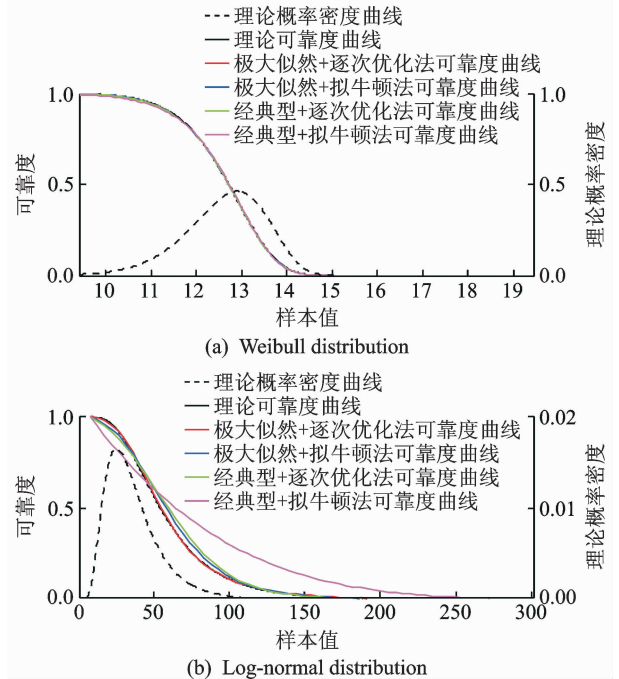 理论概率密度曲线
理论可靠度曲线
极大似然+逐次优化法可靠度曲线
极大似然+拟牛顿法可靠度曲线
经典型+逐次优化法可靠度曲线
经典型+拟牛顿法可靠度曲线
1.0
0.5
0.0
可靠度
1.0
0.5
0.0
理论概率密度
10 11 12 13 14 15 16 17 18 19
样本值
(a) Weibull distribution
理论概率密度曲线
理论可靠度曲线
极大似然+逐次优化法可靠度曲线
极大似然+拟牛顿法可靠度曲线
经典型+逐次优化法可靠度曲线
经典型+拟牛顿法可靠度曲线
1.0
0.5
0.0
可靠度
0.02
0.01
0.00
理论概率密度
0 50 100 150 200 250 300
样本值
(b) Log-normal distribution